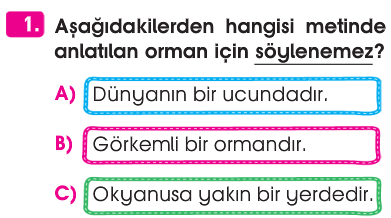 1. Aşağıdakilerden hangisi metinde
anlatılan orman için söylenemez?
A) Dünyanın bir ucundadır.
B) Görkemli bir ormandır.
C) Okyanusa yakın bir yerdedir.